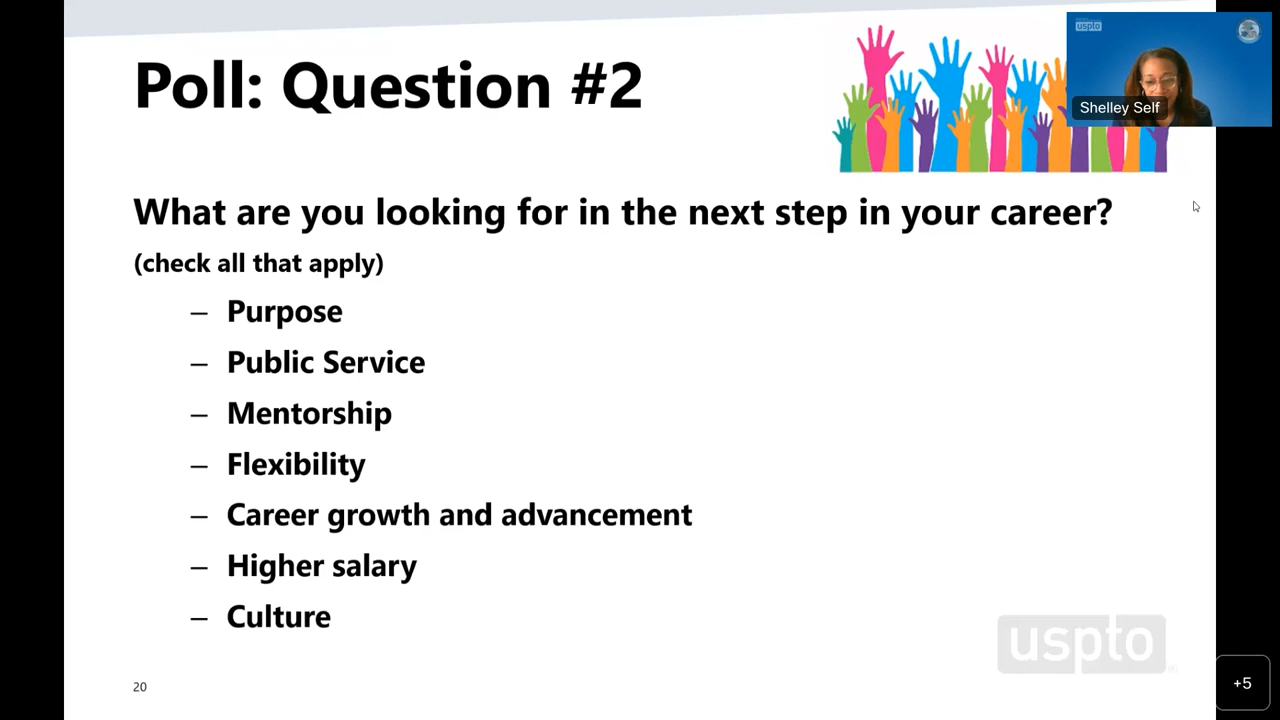 Poll: Question #2
uspto
Shelley Self
What are you looking for in the next step in your career?
(check all that apply)
– Purpose
– Public Service
– Mentorship
– Flexibility
– Career growth and advancement
– Higher salary
– Culture
uspto
20
+5